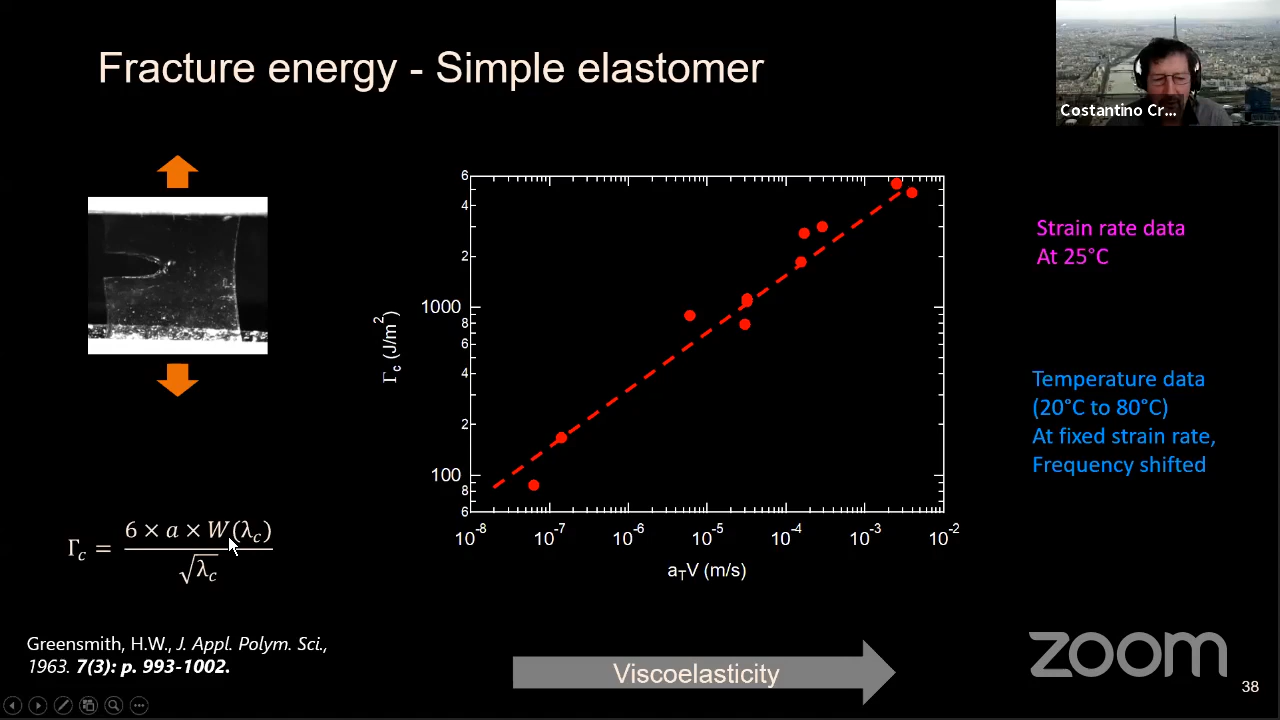 Fracture energy - Simple elastomer
Costantino Cr...
6
4
2
1000
8
6
4
2
100
8
6
10⁻⁸ 10⁻⁷ 10⁻⁶ 10⁻⁵ 10⁻⁴ 10⁻³ 10⁻²
Γc (J/m²)
aTV (m/s)
Strain rate data
At 25°C
Temperature data
(20°C to 80°C)
At fixed strain rate,
Frequency shifted
Γc = 6 × a × W(λc) / √λc
Greensmith, H.W., J. Appl. Polym. Sci.,
1963. 7(3): p. 993-1002.
Viscoelasticity
zoom
38